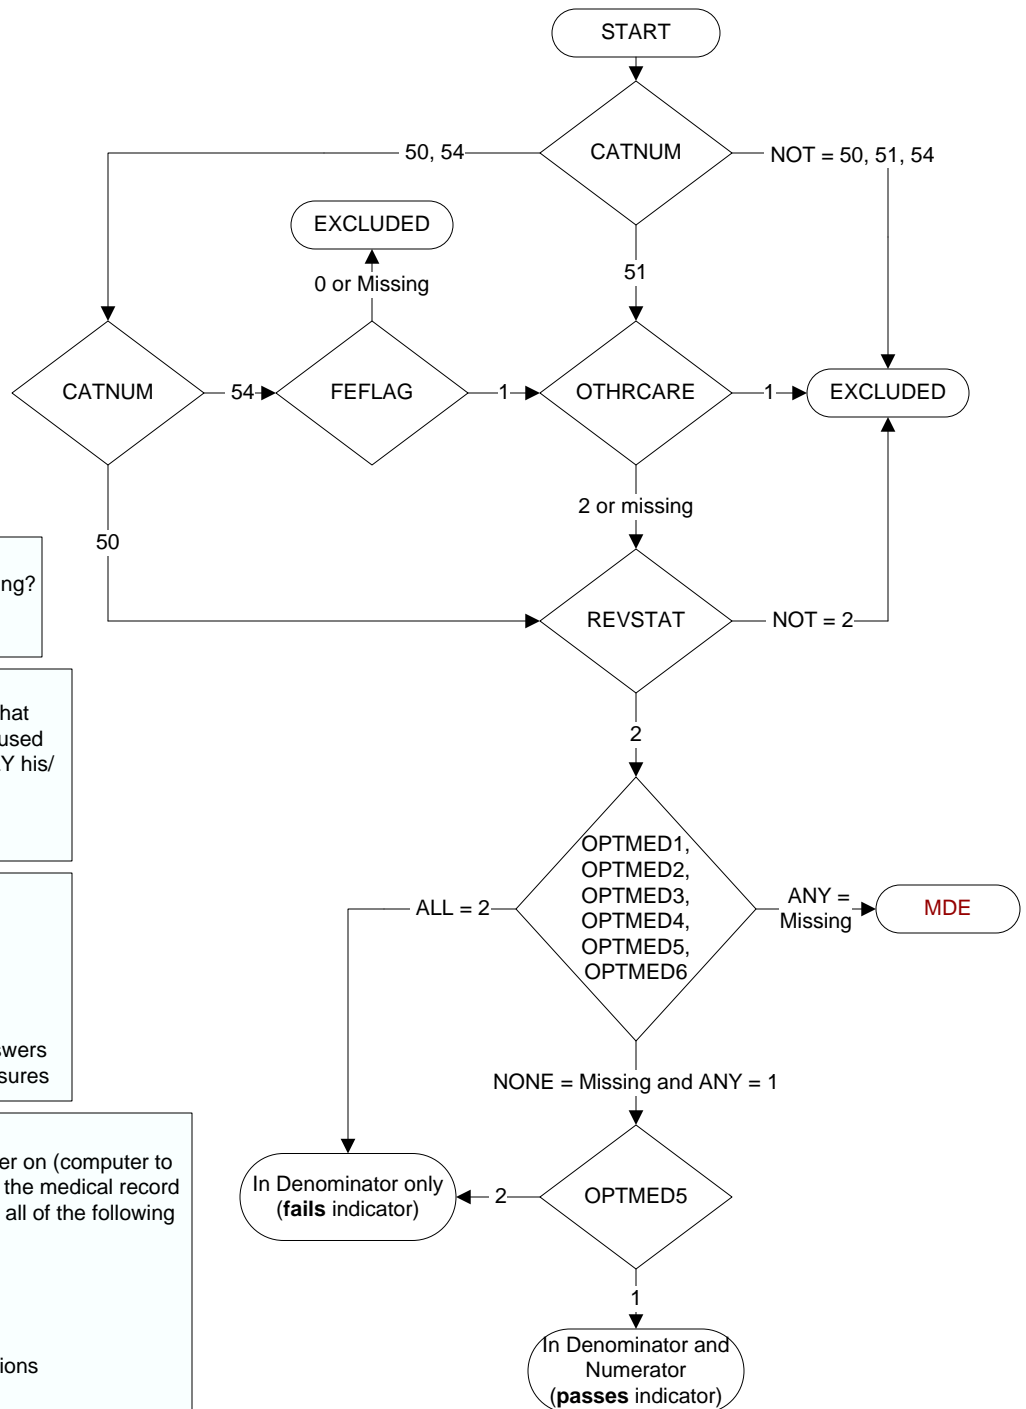 START
CATNUM
50, 54
NOT = 50, 51, 54
EXCLUDED
0 or Missing
51
CATNUM
54
FEFLAG
1
OTHRCARE
1
EXCLUDED
2 or missing
50
REVSTAT
NOT = 2
2
OPTMED1,
OPTMED2,
OPTMED3,
OPTMED4,
OPTMED5,
OPTMED6
ALL = 2
ANY =
Missing
MDE
NONE = Missing and ANY = 1
In Denominator only
(fails indicator)
2
OPTMED5
1
In Denominator and
Numerator
(passes indicator)
ng?
hat
used
Y his/
swers
sures
er on (computer to
the medical record
all of the following
ions